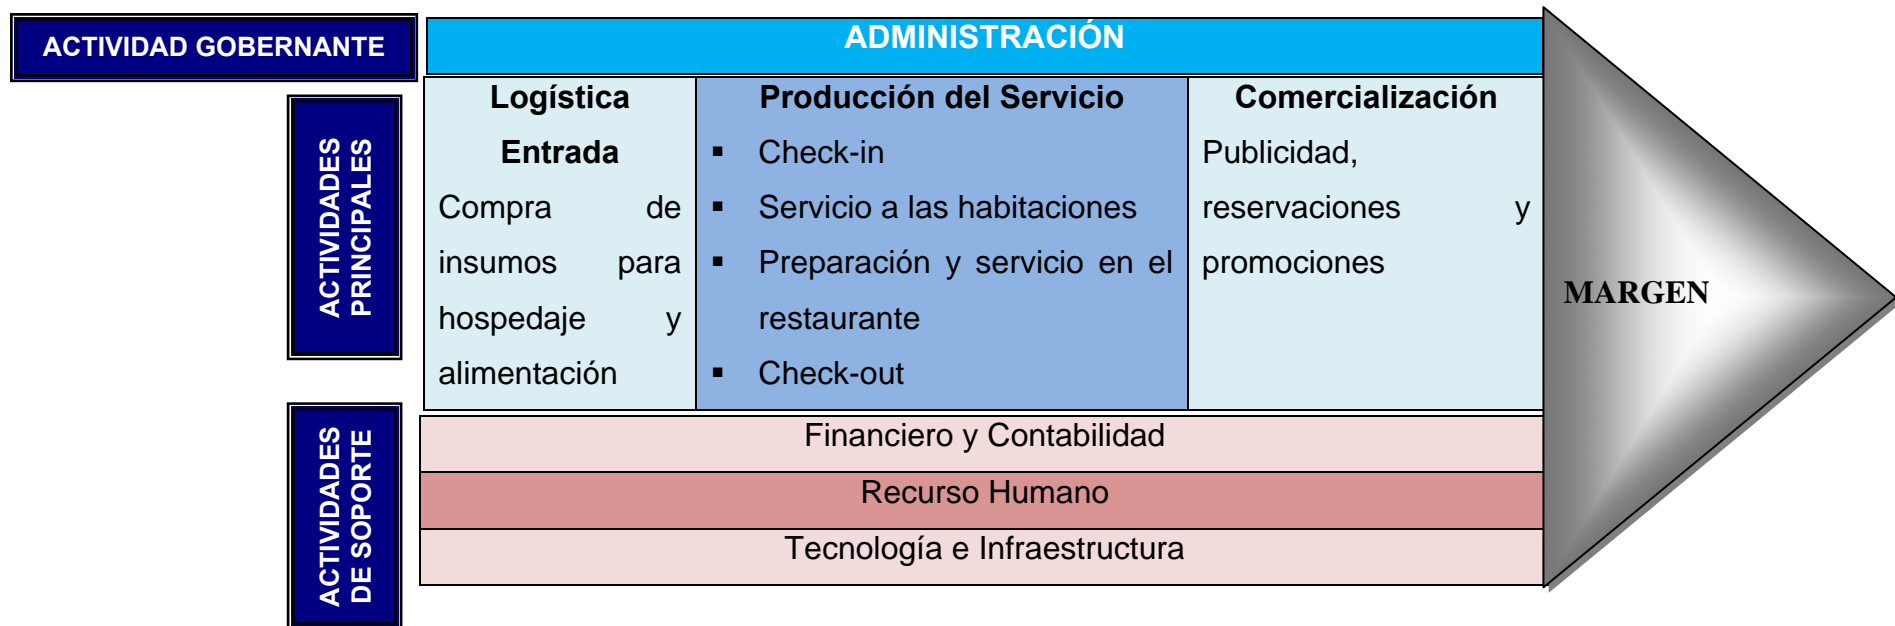 ACTIVIDAD GOBERNANTE
ADMINISTRACIÓN
ACTIVIDADES
PRINCIPALES
Logística
Entrada
Compra de
insumos para
hospedaje y
alimentación
Producción del Servicio
▪ Check-in
▪ Servicio a las habitaciones
▪ Preparación y servicio en el
restaurante
▪ Check-out
Comercialización
Publicidad,
reservaciones y
promociones
MARGEN
ACTIVIDADES
DE SOPORTE
Financiero y Contabilidad
Recurso Humano
Tecnología e Infraestructura